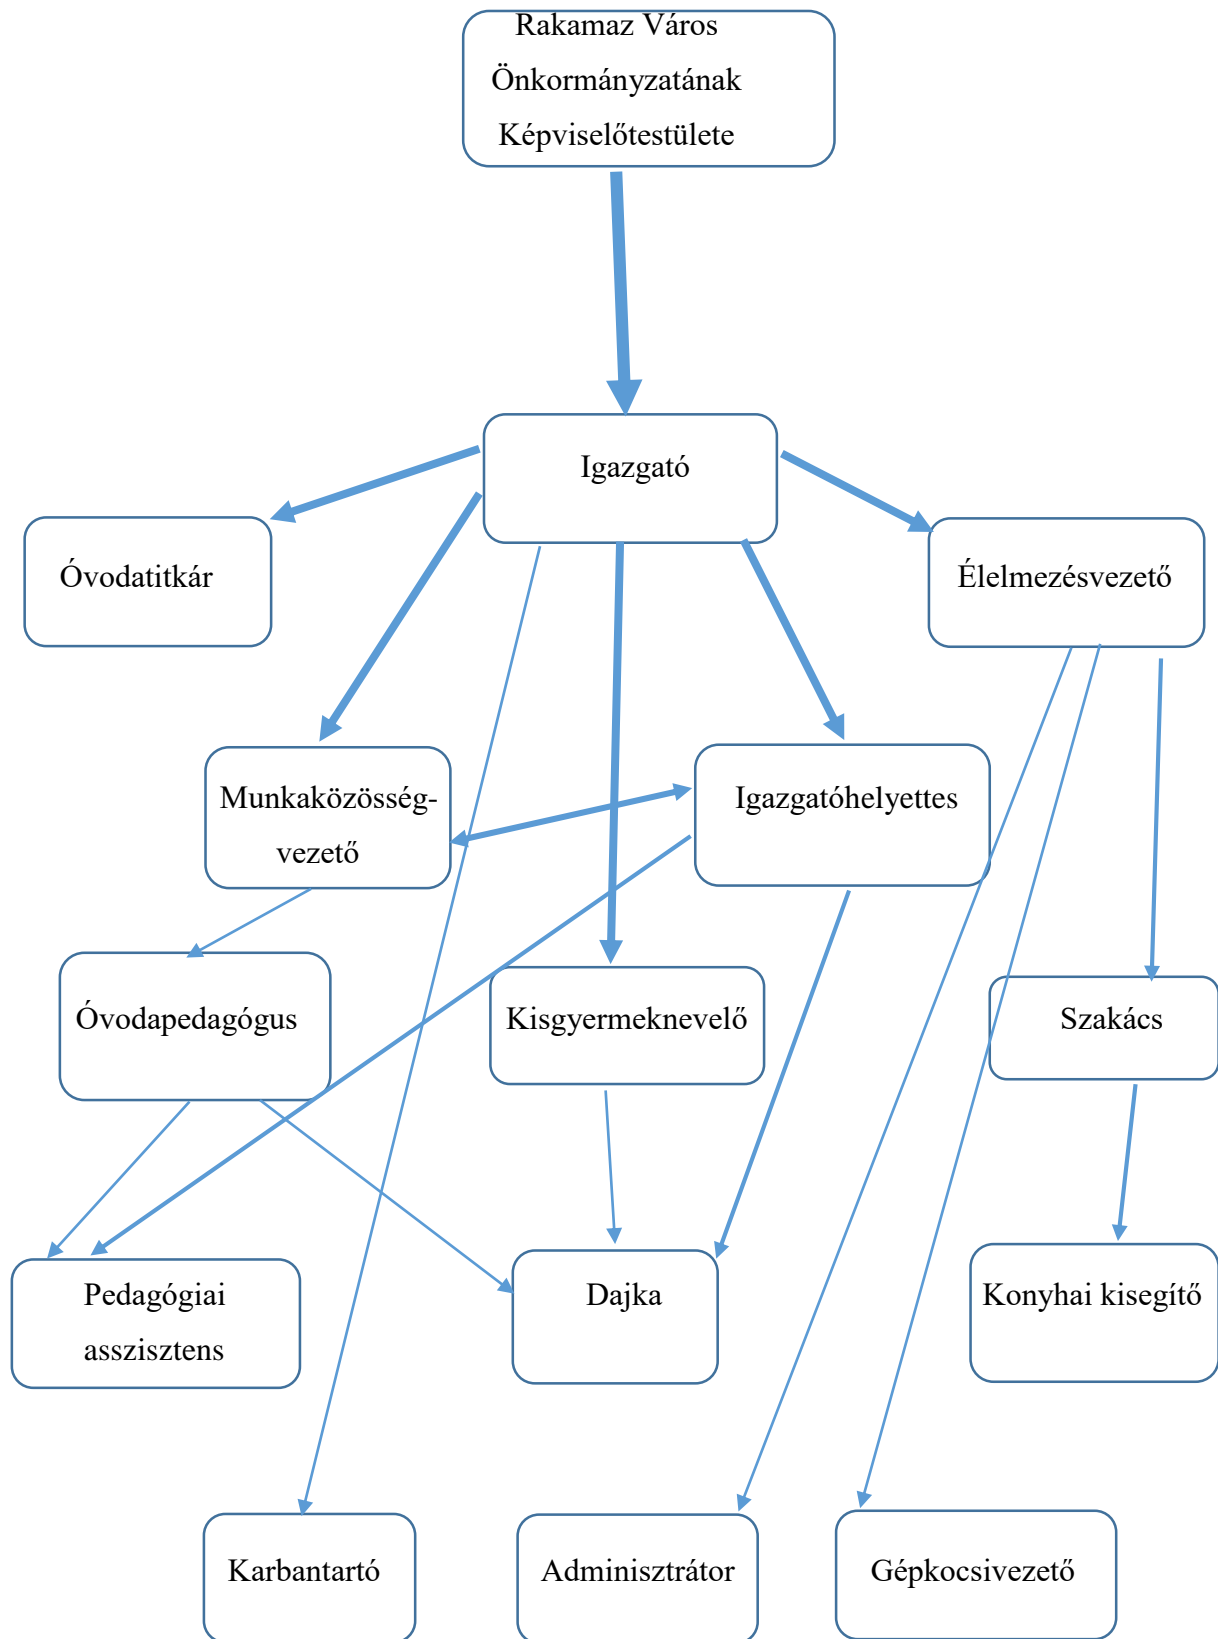 Rakamaz Város
Önkormányzatának
Képviselőtestülete
Igazgató
Óvodatitkár
Élelmezésvezető
Munkaközösség-
vezető
Igazgatóhelyettes
Óvodapedagógus
Kisgyermeknevelő
Szakács
Pedagógiai
asszisztens
Dajka
Konyhai kisegítő
Karbantartó
Adminisztrátor
Gépkocsivezető